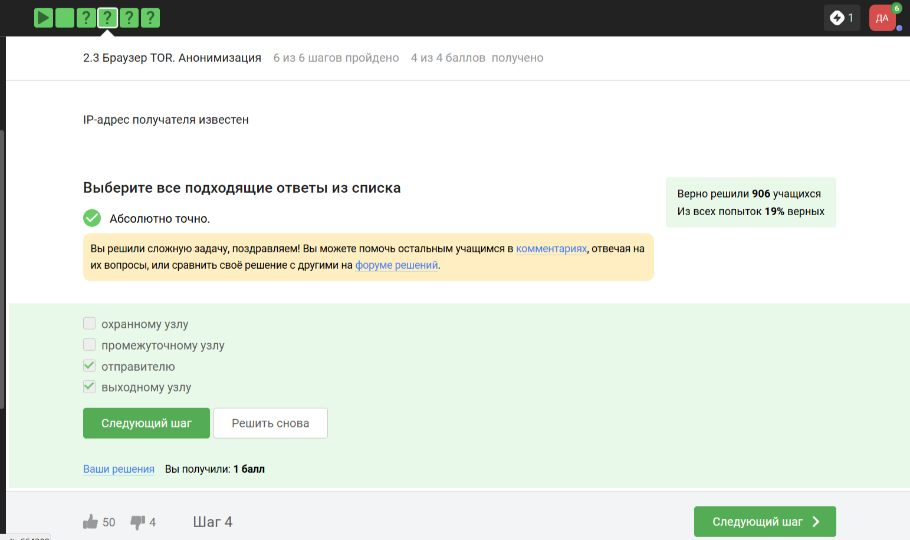 ? ? ? ?
1
ДА
6
2.3 Браузер TOR. Анонимизация 6 из 6 шагов пройдено 4 из 4 баллов получено
IP-адрес получателя известен
Выберите все подходящие ответы из списка
Верно решили 906 учащихся
Из всех попыток 19% верных
Абсолютно точно.
Вы решили сложную задачу, поздравляем! Вы можете помочь остальным учащимся в комментариях, отвечая на
их вопросы, или сравнить своё решение с другими на форуме решений.
охранному узлу
промежуточному узлу
отправителю
выходному узлу
Следующий шаг Решить снова
Ваши решения Вы получили: 1 балл
50 4 Шаг 4 Следующий шаг